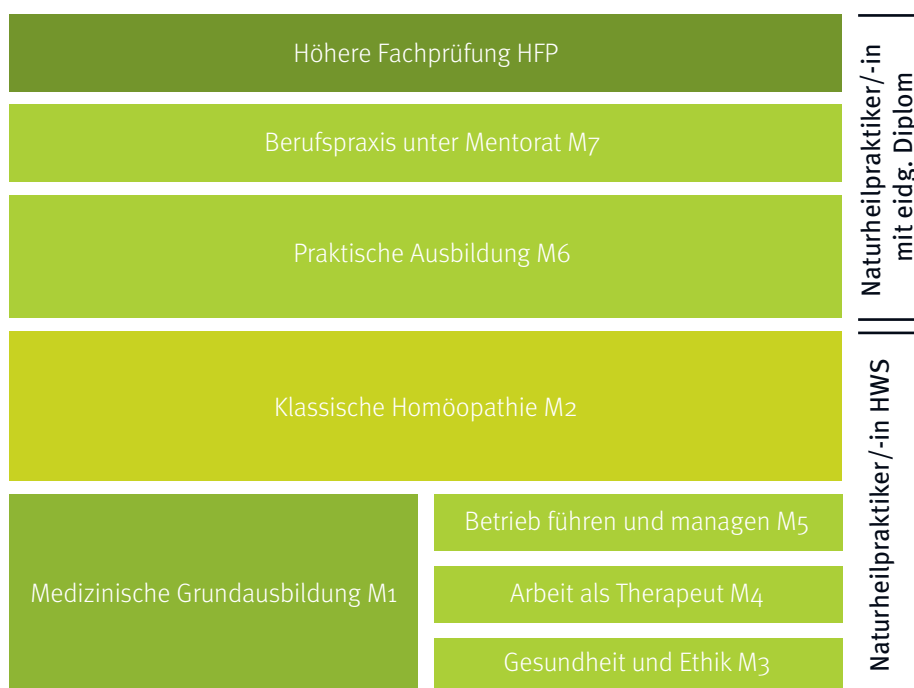 Höhere Fachprüfung HFP
Berufspraxis unter Mentorat M7
Praktische Ausbildung M6
Naturheilpraktiker/-in
mit eidg. Diplom
Klassische Homöopathie M2
Medizinische Grundausbildung M1
Betrieb führen und managen M5
Arbeit als Therapeut M4
Gesundheit und Ethik M3
Naturheilpraktiker/-in HWS